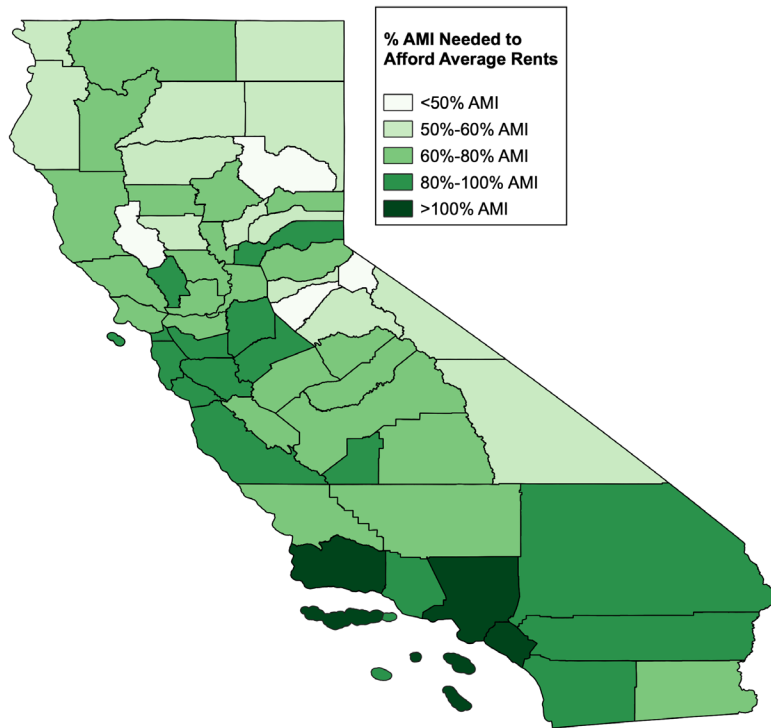 % AMI Needed to
Afford Average Rents
<50% AMI
50%-60% AMI
60%-80% AMI
80%-100% AMI
>100% AMI